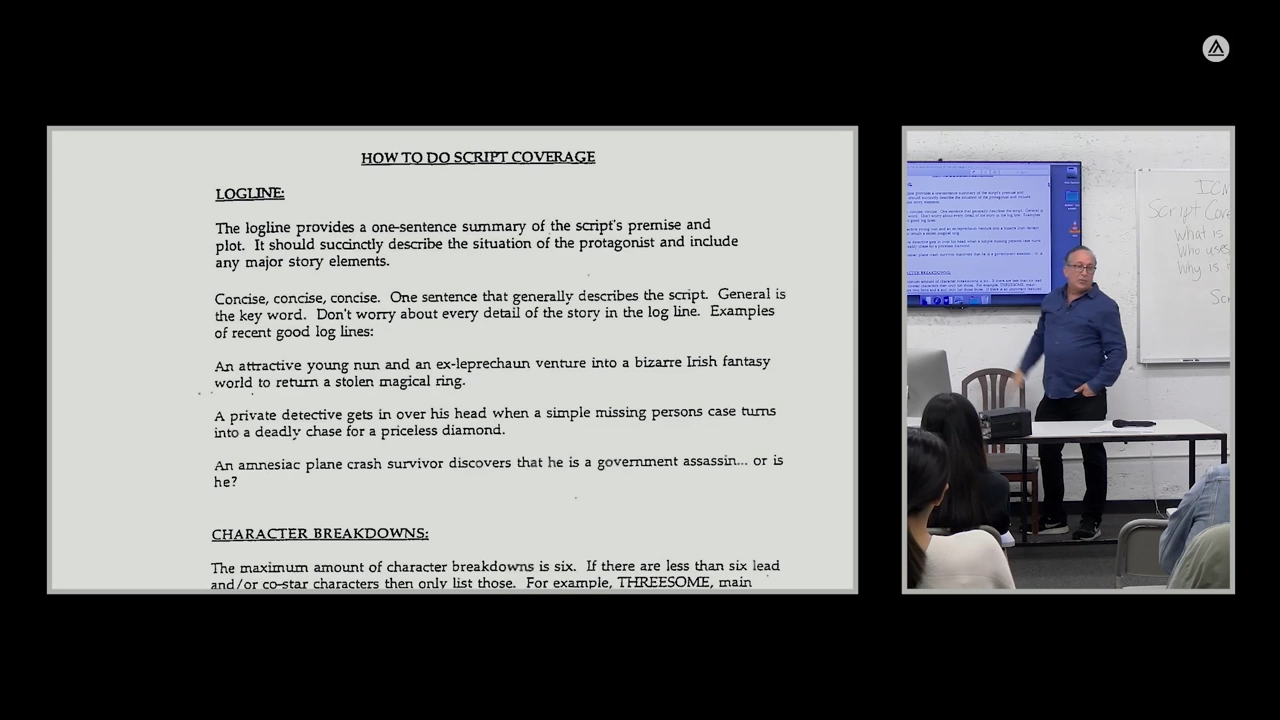 HOW TO DO SCRIPT COVERAGE
LOGLINE:
The logline provides a one-sentence summary of the script's premise and
plot. It should succinctly describe the situation of the protagonist and include
any major story elements.
Concise, concise, concise. One sentence that generally describes the script. General is
the key word. Don't worry about every detail of the story in the log line. Examples
of recent good log lines:
An attractive young nun and an ex-leprechaun venture into a bizarre Irish fantasy
world to return a stolen magical ring.
A private detective gets in over his head when a simple missing persons case turns
into a deadly chase for a priceless diamond.
An amnesiac plane crash survivor discovers that he is a government assassin... or is
he?
CHARACTER BREAKDOWNS:
The maximum amount of character breakdowns is six. If there are less than six lead
and/or co-star characters then only list those. For example, THREESOME, main
ICM
Script Cov
What is
Who uses
Why is